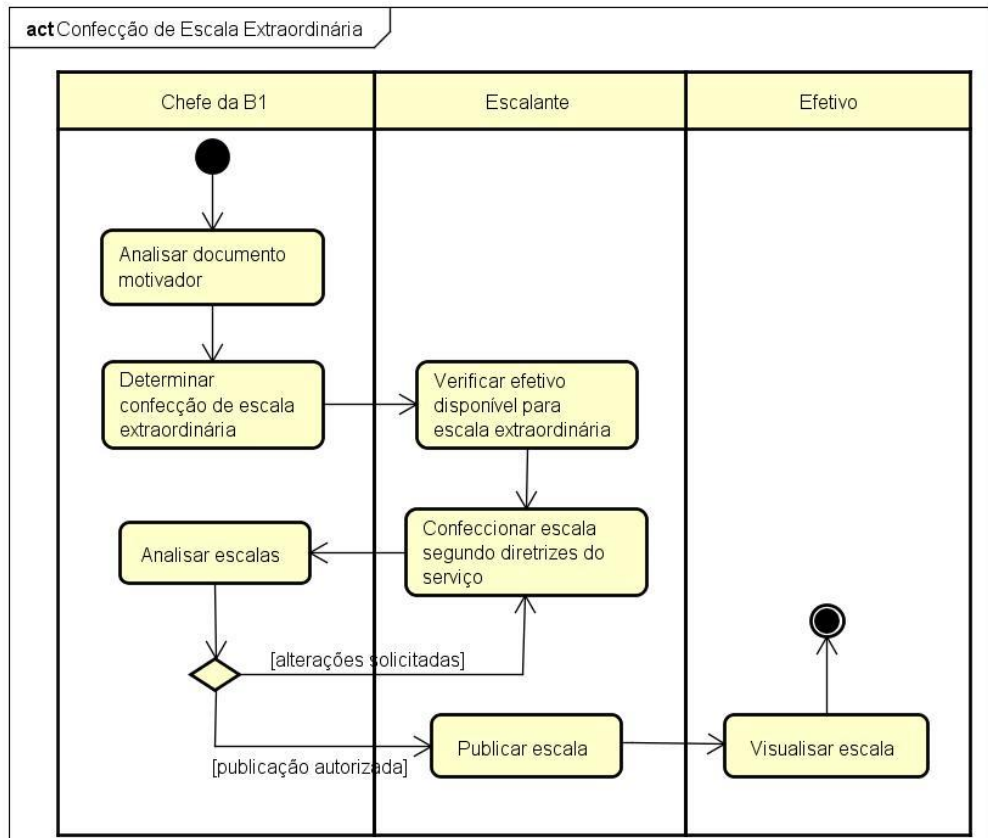 act Confecção de Escala Extraordinária
Chefe da B1
Escalante
Efetivo
Analisar documento
motivador
Determinar
confecção de escala
extraordinária
Verificar efetivo
disponível para
escala extraordinária
Confeccionar escala
segundo diretrizes do
serviço
Analisar escalas
[alterações solicitadas]
[publicação autorizada]
Publicar escala
Visualisar escala